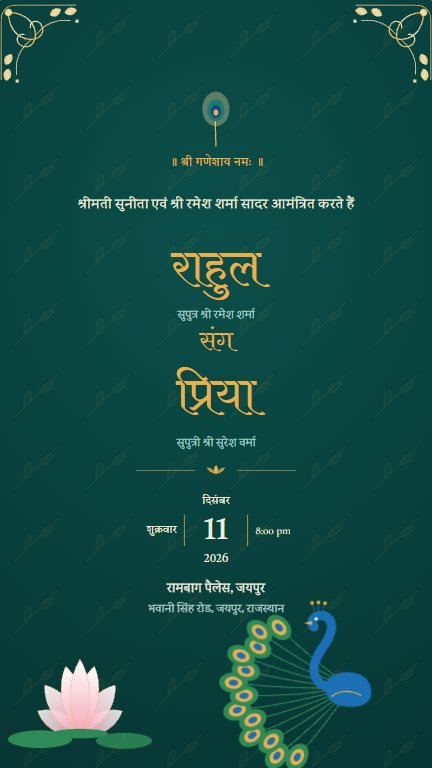 ॥ श्री गणेशाय नमः ॥
श्रीमती सुनीता एवं श्री रमेश शर्मा सादर आमंत्रित करते हैं
राहुल
सुपुत्र श्री रमेश शर्मा
संग
प्रिया
सुपुत्री श्री सुरेश वर्मा
दिसंबर
शुक्रवार 11 8:00 pm
2026
रामबाग पैलेस, जयपुर
भवानी सिंह रोड, जयपुर, राजस्थान